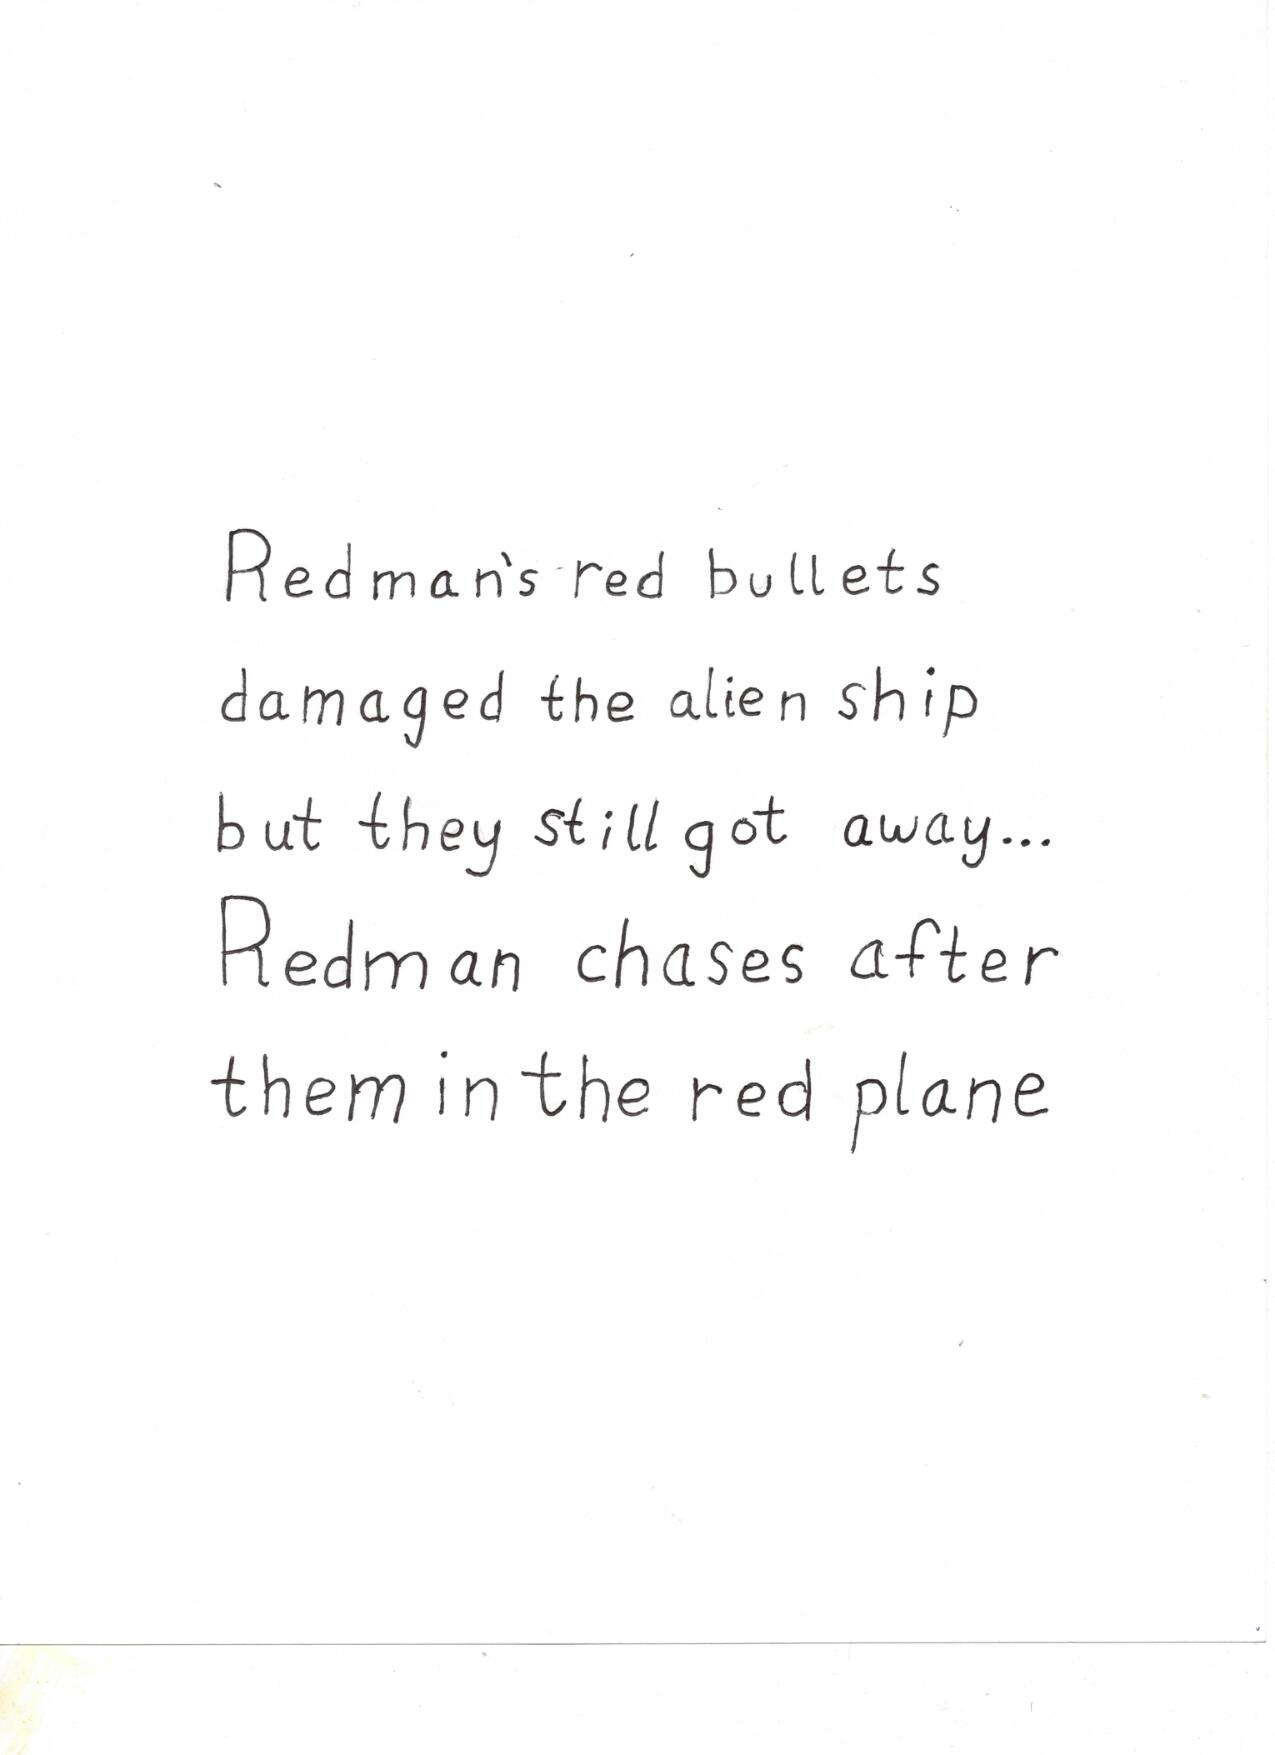 Redman's red bullets
damaged the alien ship
but they still got away...
Redman chases after
them in the red plane